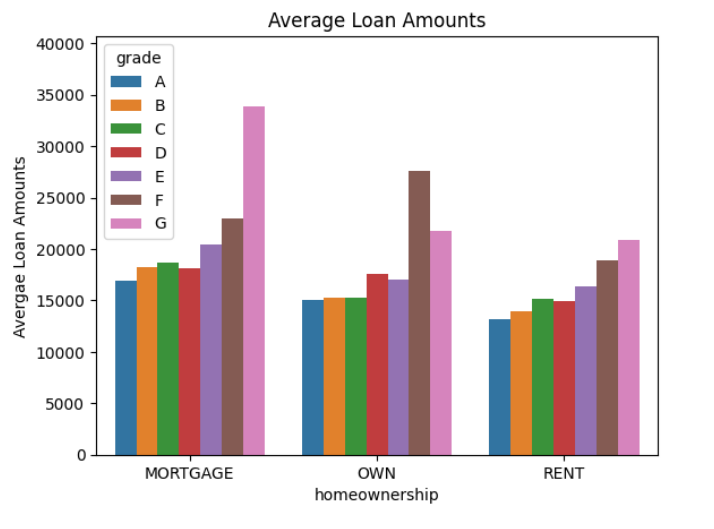 Average Loan Amounts
40000
35000
30000
25000
20000
15000
10000
5000
0
Avergae Loan Amounts
grade
A
B
C
D
E
F
G
MORTGAGE
OWN
RENT
homeownership